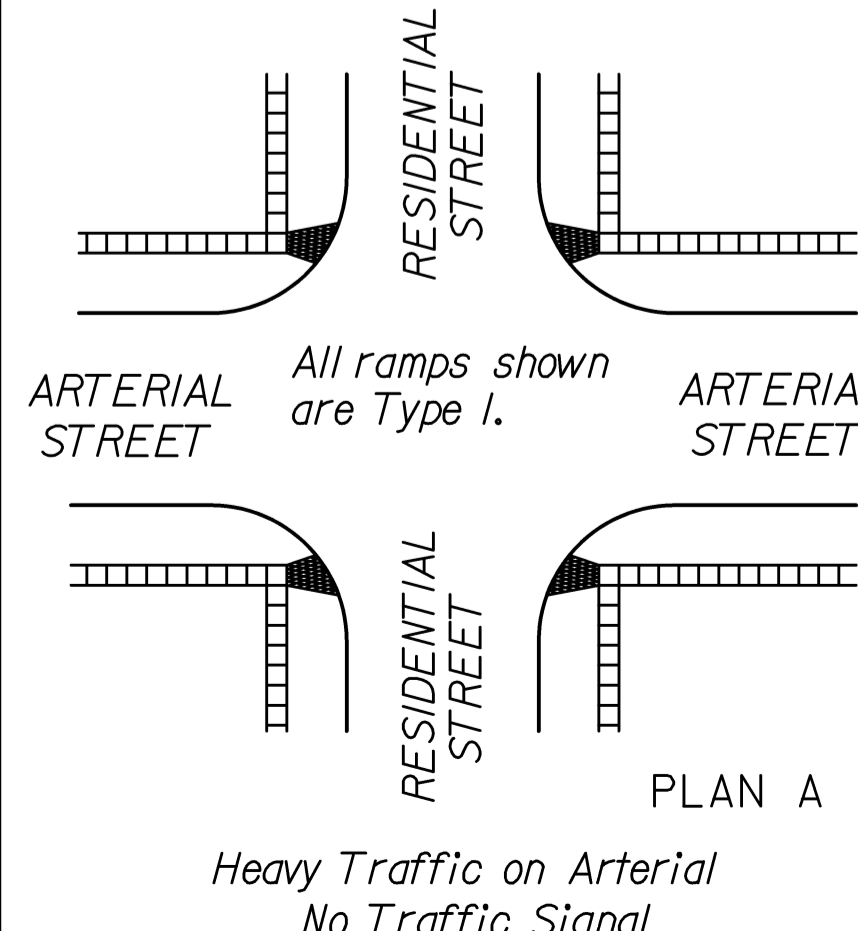 RESIDENTIAL
STREET
All ramps shown
are Type I.
ARTERIAL
STREET
ARTERIA
STREET
RESIDENTIAL
STREET
PLAN A
Heavy Traffic on Arterial
No Traffic Signal